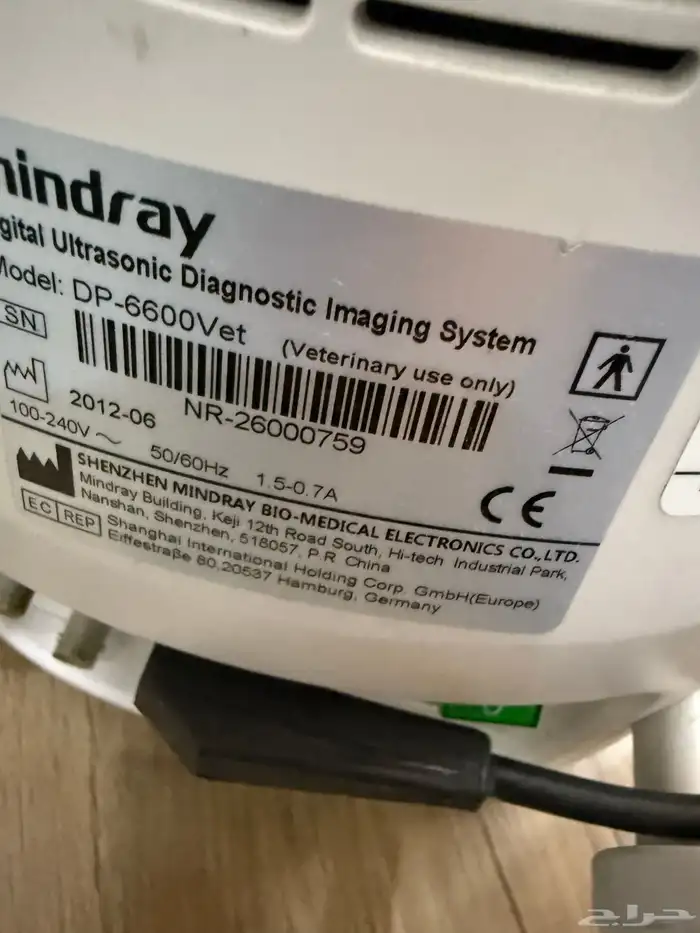 mindray
Digital Ultrasonic Diagnostic Imaging System
Model: DP-6600Vet (Veterinary use only)
SN
NR-26000759
2012-06
100-240V ~ 50/60Hz 1.5-0.7A
CE
SHENZHEN MINDRAY BIO-MEDICAL ELECTRONICS CO.,LTD.
Mindray Building, Keji 12th Road South, Hi-tech Industrial Park,
Nanshan, Shenzhen, 518057, P.R China
EC REP
Shanghai International Holding Corp. GmbH(Europe)
Eiffestraße 80,20537 Hamburg, Germany
حراج